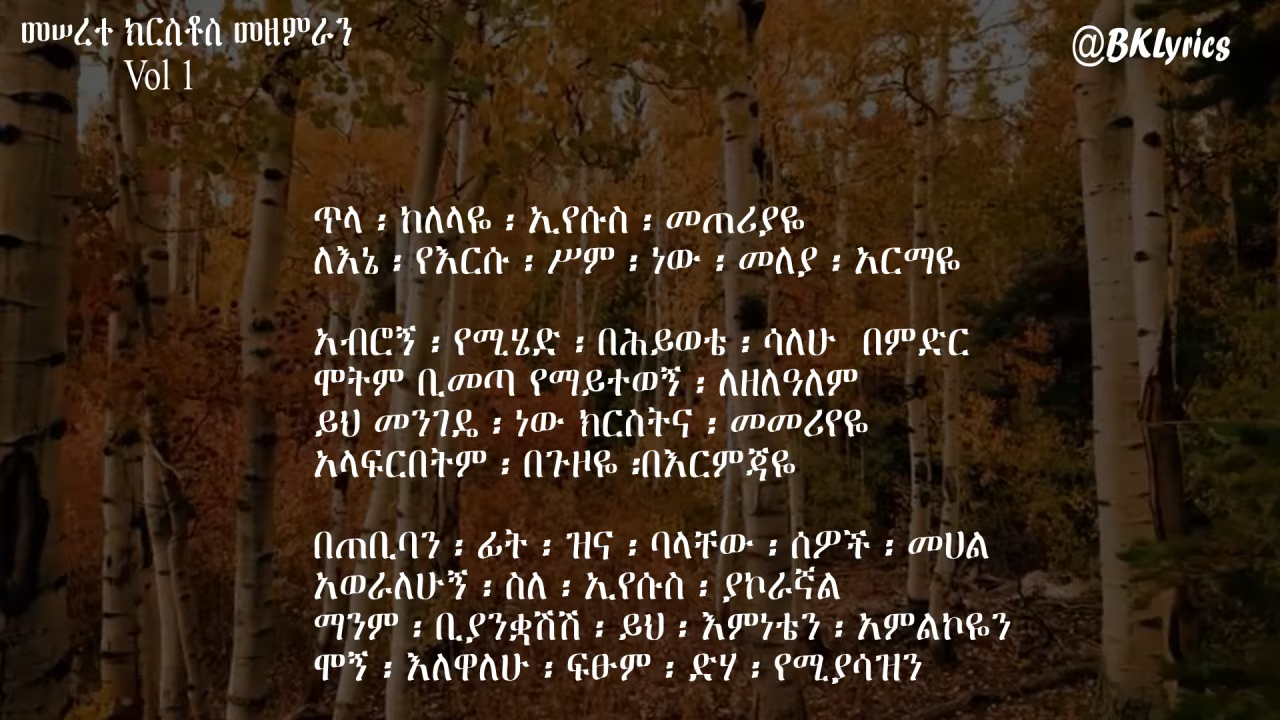 መሠረተ ክርስቶስ መዘምራን
Vol 1
@BKLyrics
ጥላ ፡ ከለላዬ ፡ ኢየሱስ ፡ መጠሪያዬ
ለእኔ ፡ የእርሱ ፡ ሥም ፡ ነው ፡ መለያ ፡ አርማዬ
አብሮኝ ፡ የሚሄድ ፡ በሕይወቴ ፡ ሳለሁ በምድር
ሞትም ቢመጣ የማይተወኝ ፡ ለዘለዓለም
ይህ መንገዴ ፡ ነው ክርስትና ፡ መመሪየዬ
አላፍርበትም ፡ በጉዞዬ ፡በእርምጃዬ
በጠቢባን ፡ ፊት ፡ ዝና ፡ ባላቸው ፡ ሰዎች ፡ መሀል
አወራለሁኝ ፡ ስለ ፡ ኢየሱስ ፡ ያኮራኛል
ማንም ፡ ቢያንቋሽሽ ፡ ይህ ፡ እምነቴን ፡ አምልኮዬን
ሞኝ ፡ እለዋለሁ ፡ ፍፁም ፡ ድሃ ፡ የሚያሳዝን